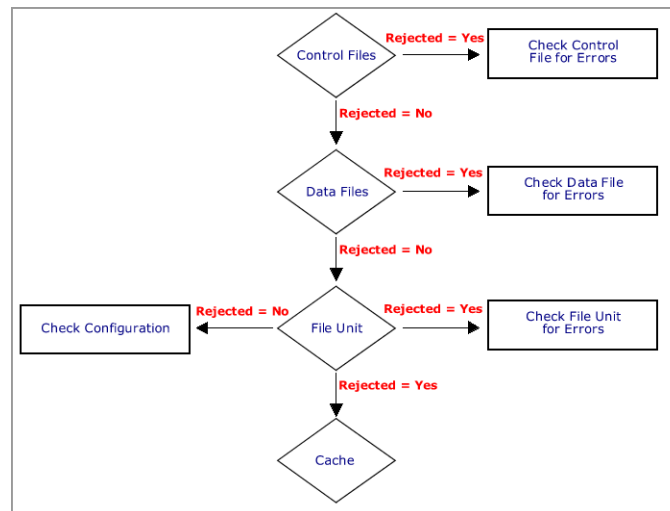 Rejected = Yes
Control Files
Check Control
File for Errors
Rejected = No
Rejected = Yes
Data Files
Check Data File
for Errors
Rejected = No
Check Configuration
Rejected = No
File Unit
Rejected = Yes
Check File Unit
for Errors
Rejected = Yes
Cache